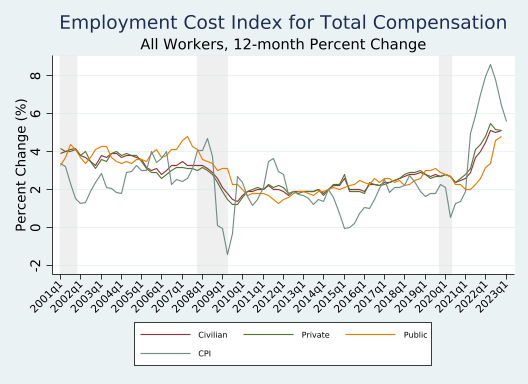 Employment Cost Index for Total Compensation
All Workers, 12-month Percent Change
Percent Change (%)
8
6
4
2
0
-2
2001q1 2002q1 2003q1 2004q1 2005q1 2006q1 2007q1 2008q1 2009q1 2010q1 2011q1 2012q1 2013q1 2014q1 2015q1 2016q1 2017q1 2018q1 2019q1 2020q1 2021q1 2022q1 2023q1
Civilian Private Public
CPI